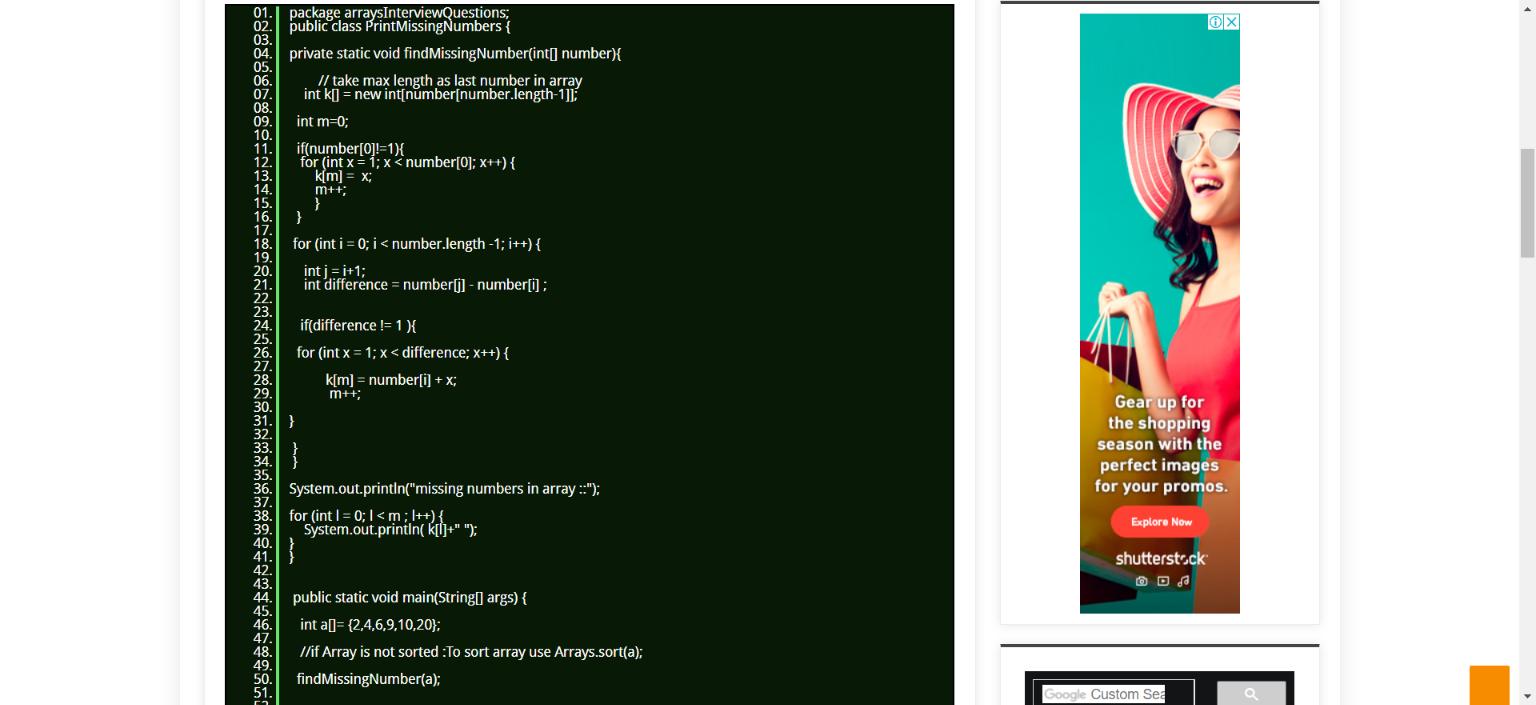 01. package arraysInterviewQuestions;
02. public class PrintMissingNumbers {
03.
04. private static void findMissingNumber(int[] number){
05.
06. // take max length as last number in array
07. int k[] = new int[number[number.length-1]];
08.
09. int m=0;
10.
11. if(number[0]!=1){
12. for (int x = 1; x < number[0]; x++) {
13. k[m] =  x;
14. m++;
15. }
16. }
17.
18. for (int i = 0; i < number.length -1; i++) {
19.
20. int j = i+1;
21. int difference = number[j] - number[i] ;
22.
23.
24. if(difference != 1 ){
25.
26. for (int x = 1; x < difference; x++) {
27.
28. k[m] = number[i] + x;
29. m++;
30.
31. }
32.
33. }
34. }
35.
36. System.out.println("missing numbers in array ::");
37.
38. for (int l = 0; l < m ; l++) {
39. System.out.println( k[l]+" ");
40. }
41. }
42.
43.
44. public static void main(String[] args) {
45.
46. int a[]= {2,4,6,9,10,20};
47.
48. //if Array is not sorted :To sort array use Arrays.sort(a);
49.
50. findMissingNumber(a);
51.
Gear up for
the shopping
season with the
perfect images
for your promos.
Explore Now
shutterstock
Google Custom Sea